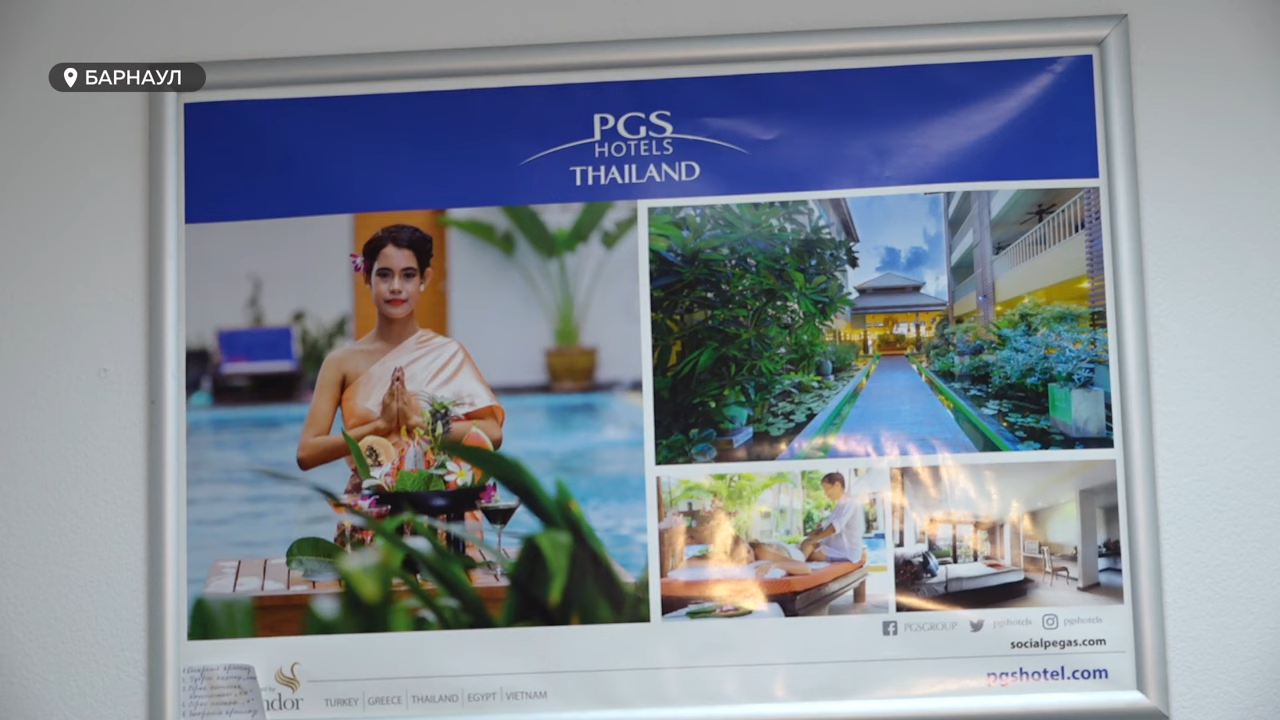 БАРНАУЛ
PGS
HOTELS
THAILAND
PGSGROUP pgshotels pgshotels
socialpegas.com
pgshotel.com
TURKEY | GREECE | THAILAND | EGYPT | VIETNAM